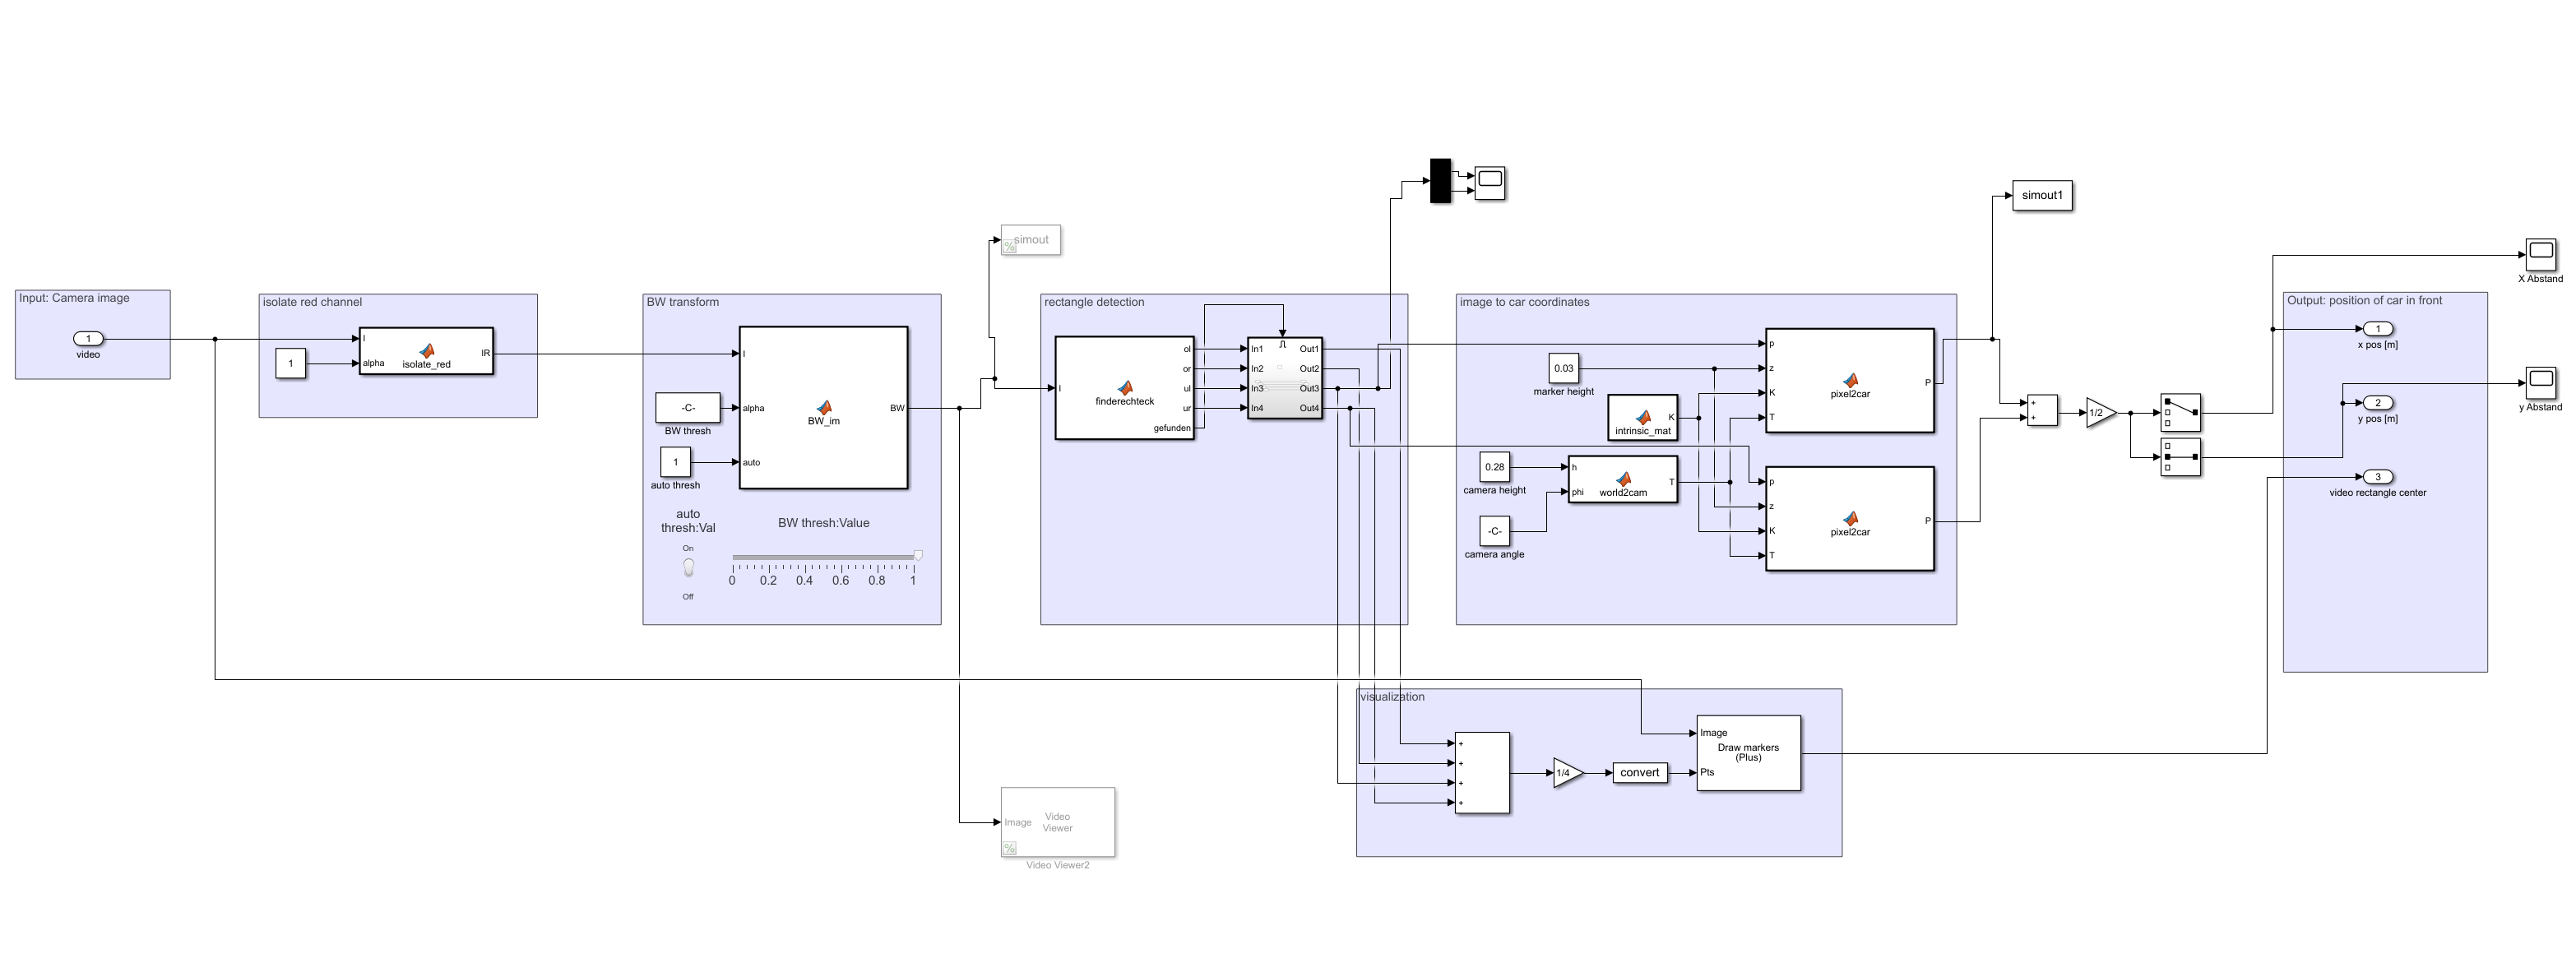 Input: Camera image
1
video
isolate red channel
I
1
alpha
isolate_red
IR
BW transform
I
-C-
BW thresh
alpha
BW_im
BW
1
auto thresh
auto
auto
thresh:Val
On
Off
BW thresh:Value
0 0.2 0.4 0.6 0.8 1
simout
Image
Video
Viewer
Video Viewer2
rectangle detection
I
finderechteck
ol
or
ul
ur
gefunden
In1
In2
In3
In4
Out1
Out2
Out3
Out4
image to car coordinates
0.03
marker height
K
intrinsic_mat
0.28
camera height
-C-
camera angle
h
phi
world2cam
T
p
z
K
T
pixel2car
P
p
z
K
T
pixel2car
P
simout1
+
+
1/2
X Abstand
y Abstand
Output: position of car in front
1
x pos [m]
2
y pos [m]
3
video rectangle center
visualization
+
+
+
+
1/4
convert
Image
Pts
Draw markers
(Plus)